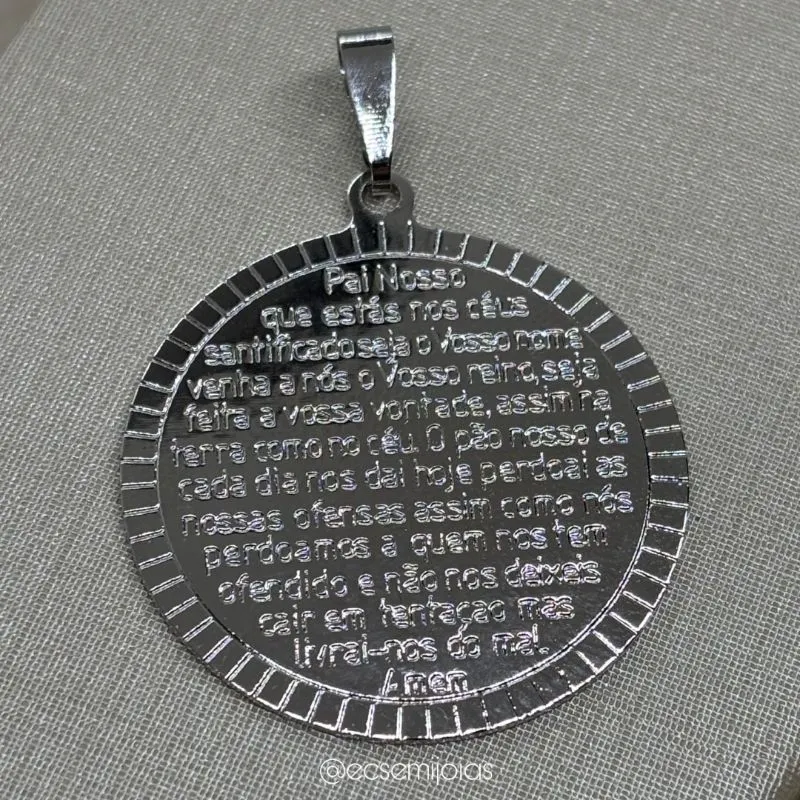 Pai Nosso
que estás nos céus
santificado seja o Vosso nome
venha a nós o Vosso reino, seja
feita a vossa vontade, assim na
terra como no céu. O pão nosso de
cada dia nos dai hoje perdoai as
nossas ofensas assim como nós
perdoamos a quem nos tem
ofendido e não nos deixeis
cair em tentação mas
livrai-nos do mal.
Amem
@ecsemijoias